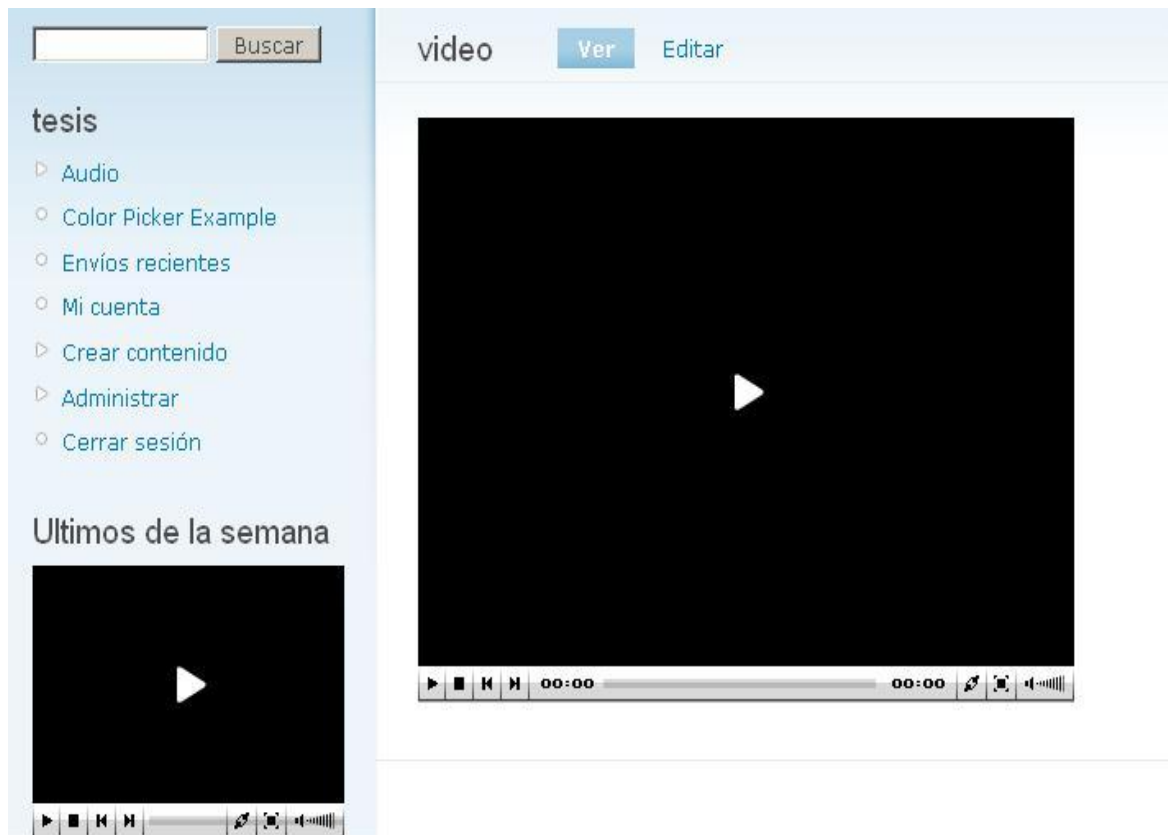 Buscar
tesis
Audio
Color Picker Example
Envíos recientes
Mi cuenta
Crear contenido
Administrar
Cerrar sesión
Ultimos de la semana
video Ver Editar
00:00 00:00